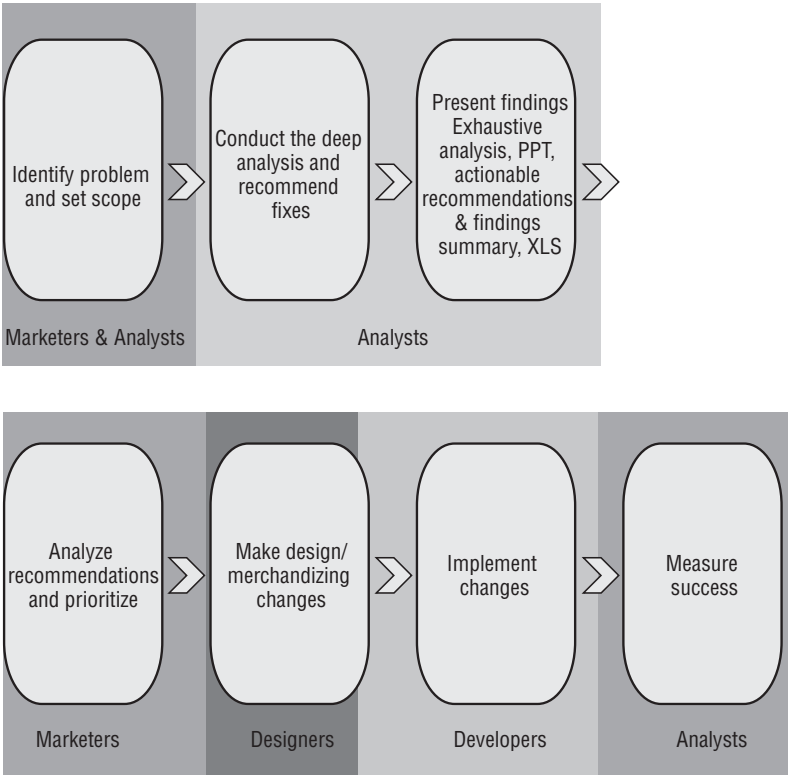 Identify problem
and set scope
Conduct the deep
analysis and
recommend
fixes
Present findings
Exhaustive
analysis, PPT,
actionable
recommendations
& findings
summary, XLS
Marketers & Analysts
Analysts
Analyze
recommendations
and prioritize
Make design/
merchandizing
changes
Implement
changes
Measure
success
Marketers
Designers
Developers
Analysts